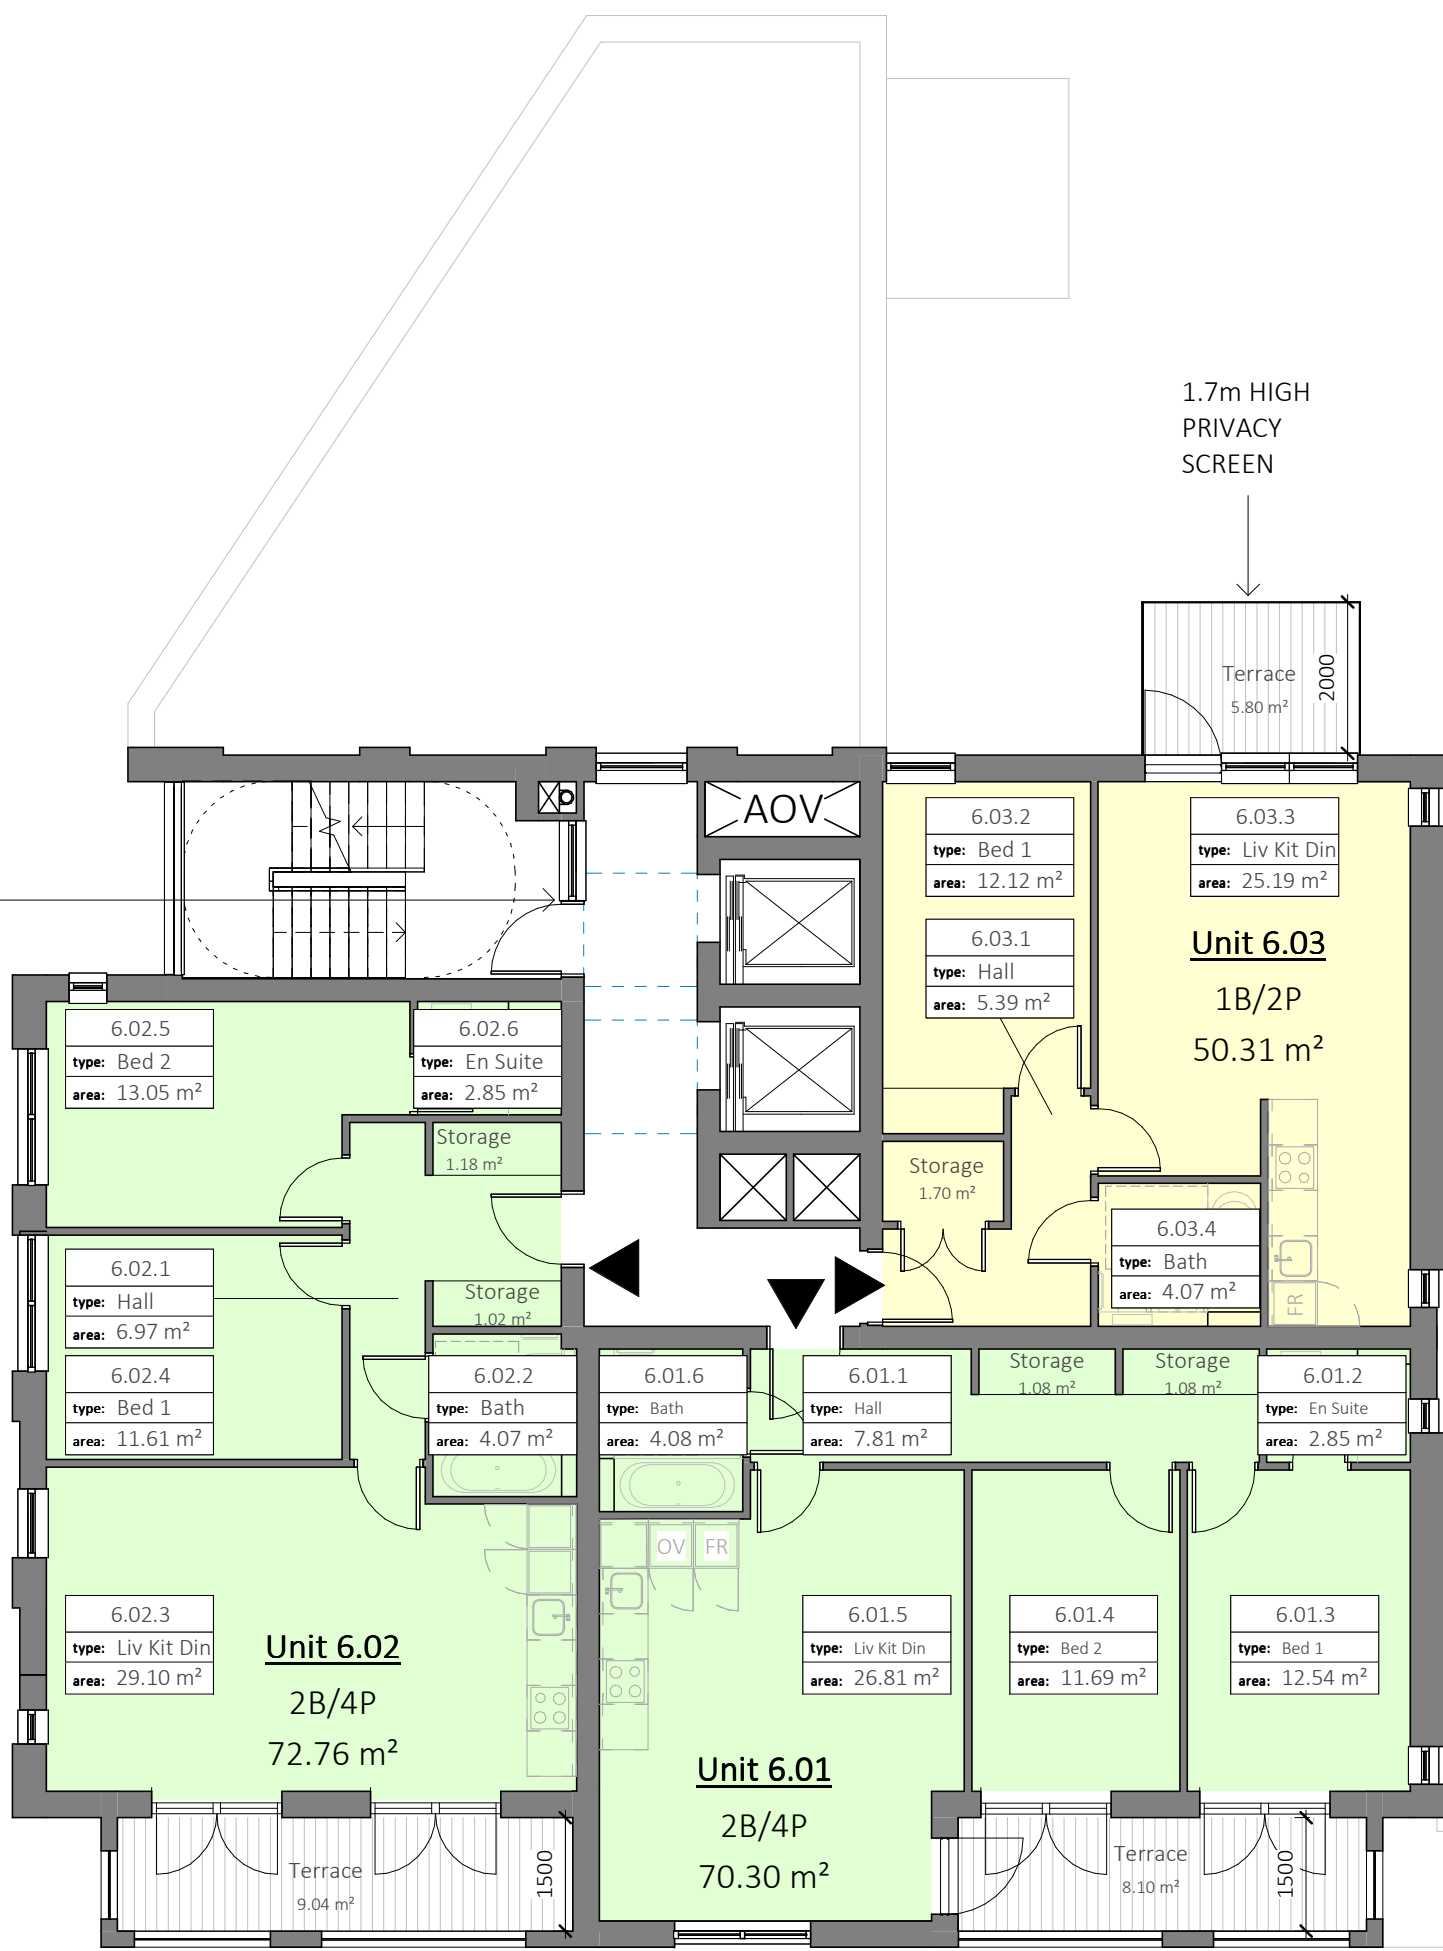 1.7m HIGH
PRIVACY
SCREEN
Terrace
5.80 m²
2000
AOV
6.03.2
type: Bed 1
area: 12.12 m²
6.03.3
type: Liv Kit Din
area: 25.19 m²
6.03.1
type: Hall
area: 5.39 m²
Unit 6.03
1B/2P
50.31 m²
6.02.5
type: Bed 2
area: 13.05 m²
6.02.6
type: En Suite
area: 2.85 m²
Storage
1.18 m²
Storage
1.70 m²
6.03.4
type: Bath
area: 4.07 m²
FR
6.02.1
type: Hall
area: 6.97 m²
Storage
1.02 m²
6.02.4
type: Bed 1
area: 11.61 m²
6.02.2
type: Bath
area: 4.07 m²
6.01.6
type: Bath
area: 4.08 m²
6.01.1
type: Hall
area: 7.81 m²
Storage
1.08 m²
Storage
1.08 m²
6.01.2
type: En Suite
area: 2.85 m²
OV
FR
6.02.3
type: Liv Kit Din
area: 29.10 m²
Unit 6.02
2B/4P
72.76 m²
6.01.5
type: Liv Kit Din
area: 26.81 m²
6.01.4
type: Bed 2
area: 11.69 m²
6.01.3
type: Bed 1
area: 12.54 m²
Unit 6.01
2B/4P
70.30 m²
Terrace
9.04 m²
1500
Terrace
8.10 m²
1500